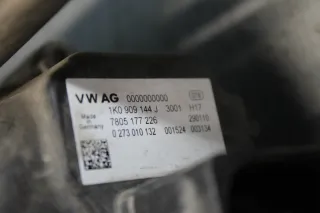 VW AG 0000000000
1K0 909 144 J 3001 H17
Made in Germany 7805 177 226 290110
0 273 010 132 001524 003134